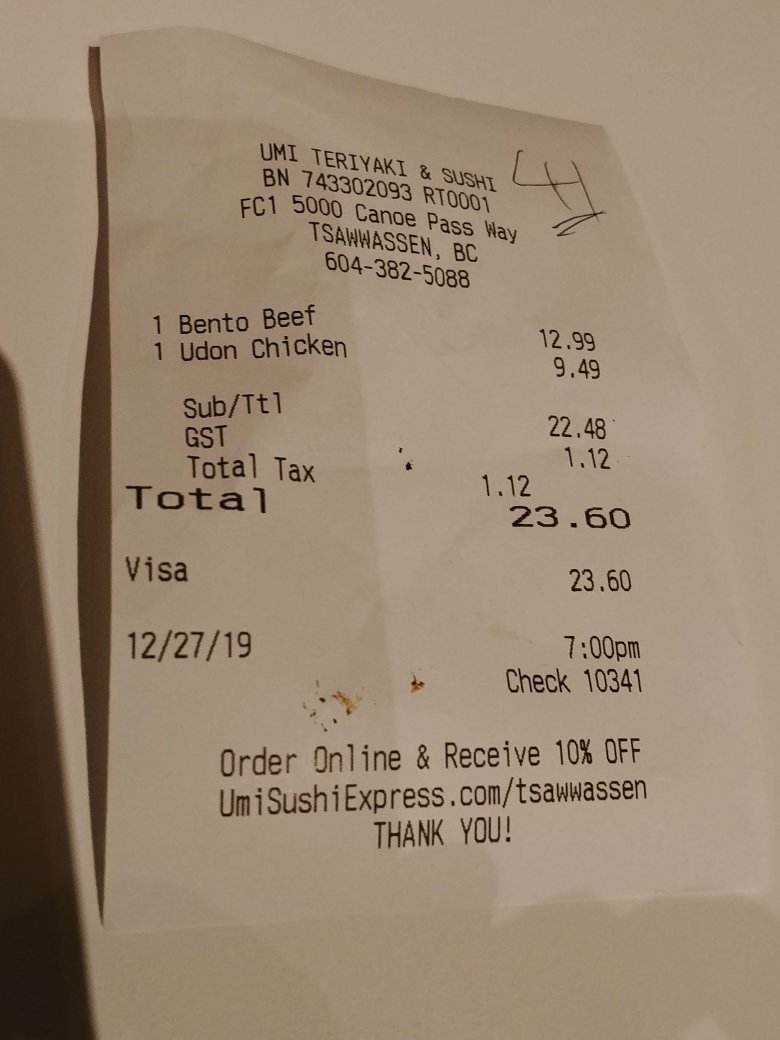 UMI TERIYAKI & SUSHI
BN 743302093 RT0001
FC1 5000 Canoe Pass Way
TSAWWASSEN, BC
604-382-5088
41
1 Bento Beef 12.99
1 Udon Chicken 9.49
Sub/Ttl 22.48
GST 1.12
Total Tax 1.12
Total 23.60
Visa 23.60
12/27/19 7:00pm
Check 10341
Order Online & Receive 10% OFF
UmiSushiExpress.com/tsawwassen
THANK YOU!